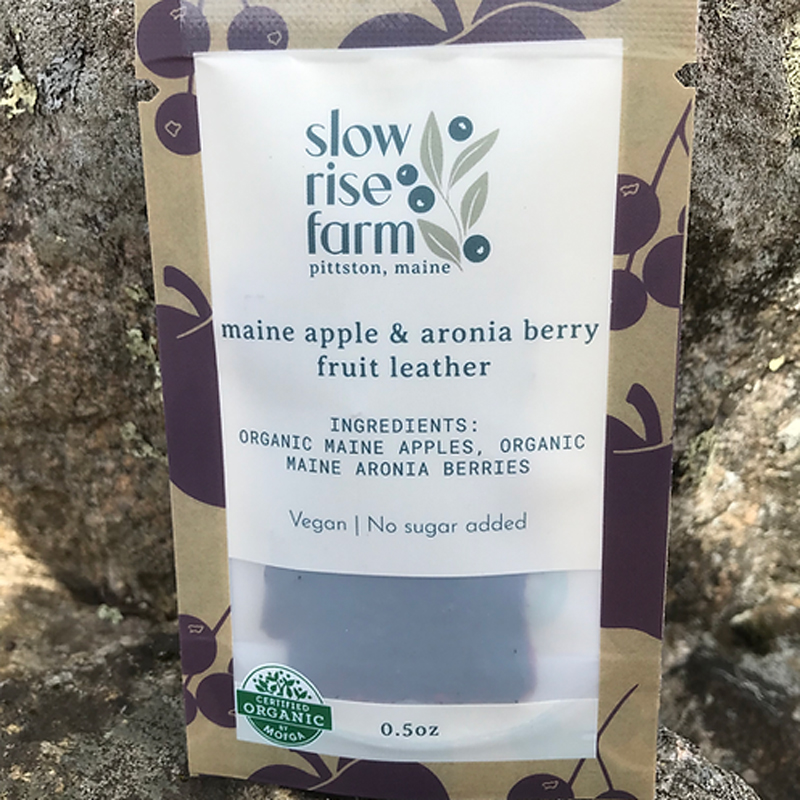 slow
rise
farm
pittston, maine
maine apple & aronia berry
fruit leather
INGREDIENTS:
ORGANIC MAINE APPLES, ORGANIC
MAINE ARONIA BERRIES
Vegan | No sugar added
CERTIFIED
ORGANIC
BY
MOFGA
0.5oz